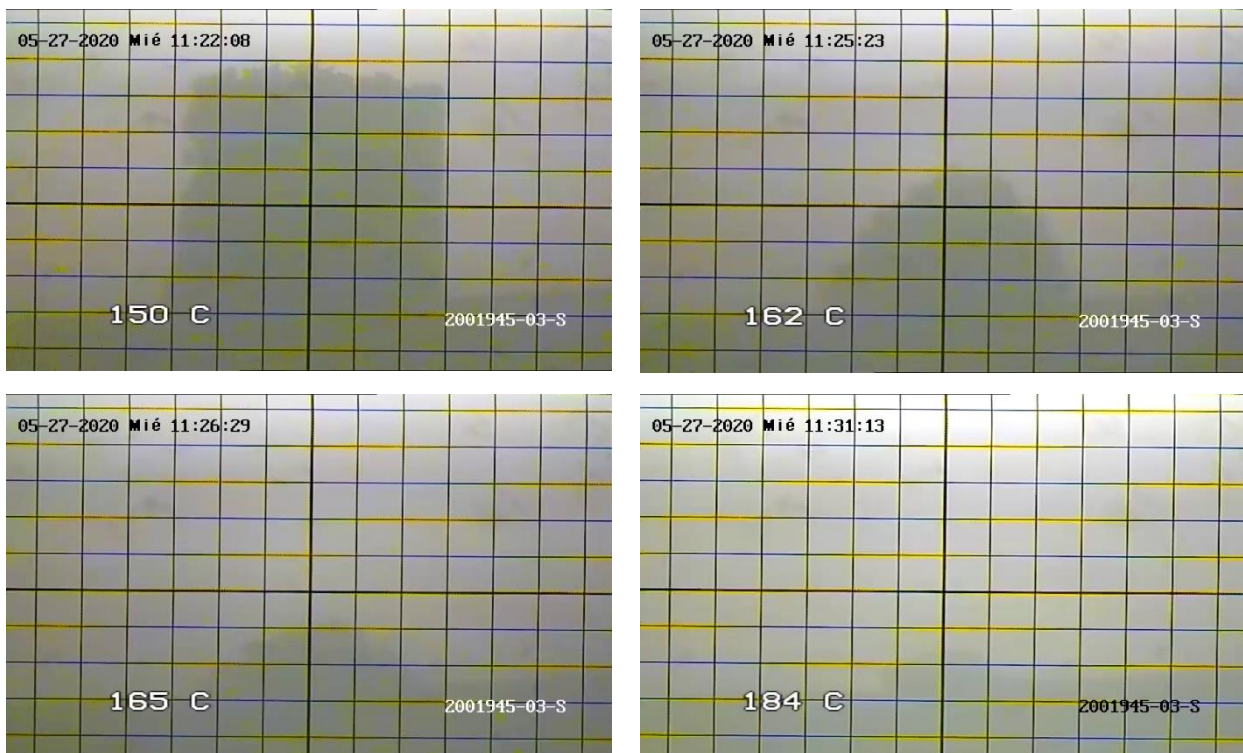 05-27-2020 Mié 11:22:08
150 C
2001945-03-S
05-27-2020 Mié 11:25:23
162 C
2001945-03-S
05-27-2020 Mié 11:26:29
165 C
2001945-03-S
05-27-2020 Mié 11:31:13
184 C
2001945-03-S